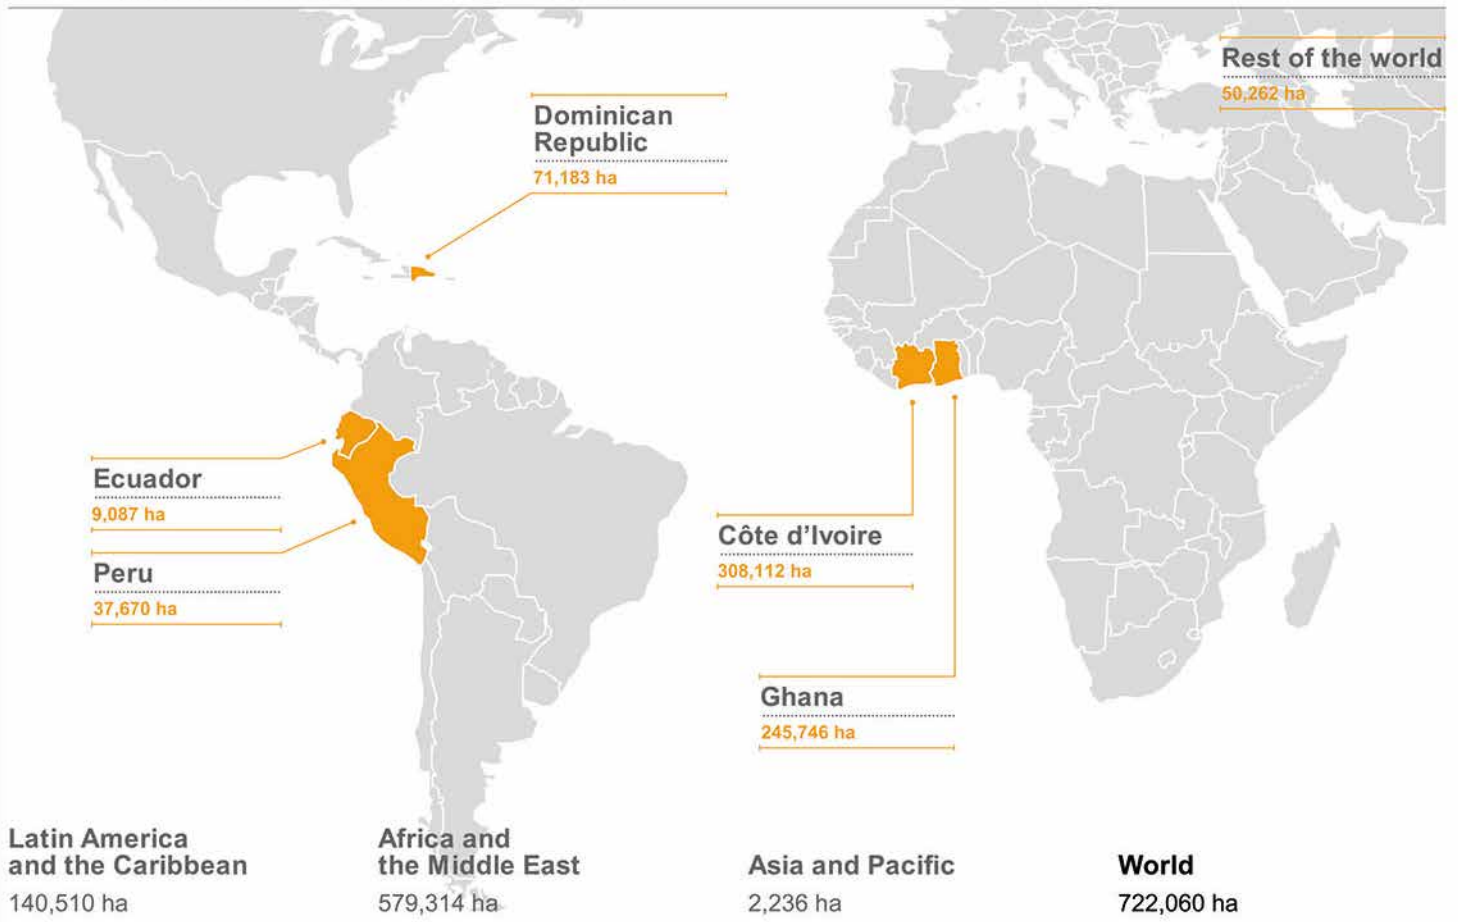 Rest of the world
50,262 ha
Dominican
Republic
71,183 ha
Ecuador
9,087 ha
Peru
37,670 ha
Côte d’Ivoire
308,112 ha
Ghana
245,746 ha
Latin America
and the Caribbean
140,510 ha
Africa and
the Middle East
579,314 ha
Asia and Pacific
2,236 ha
World
722,060 ha